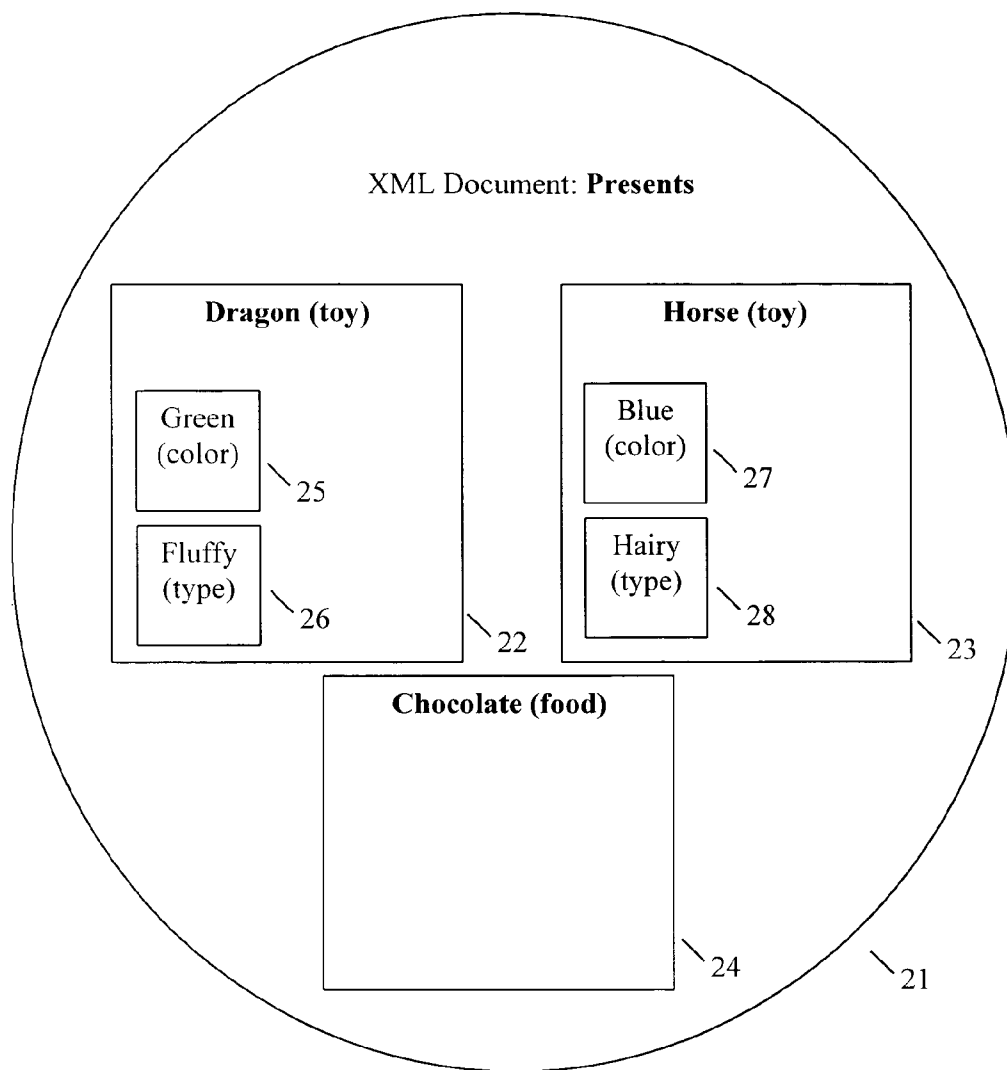 XML Document: Presents
Dragon (toy)
Green
(color)
25
Fluffy
(type)
26
22
Horse (toy)
Blue
(color)
27
Hairy
(type)
28
23
Chocolate (food)
24
21